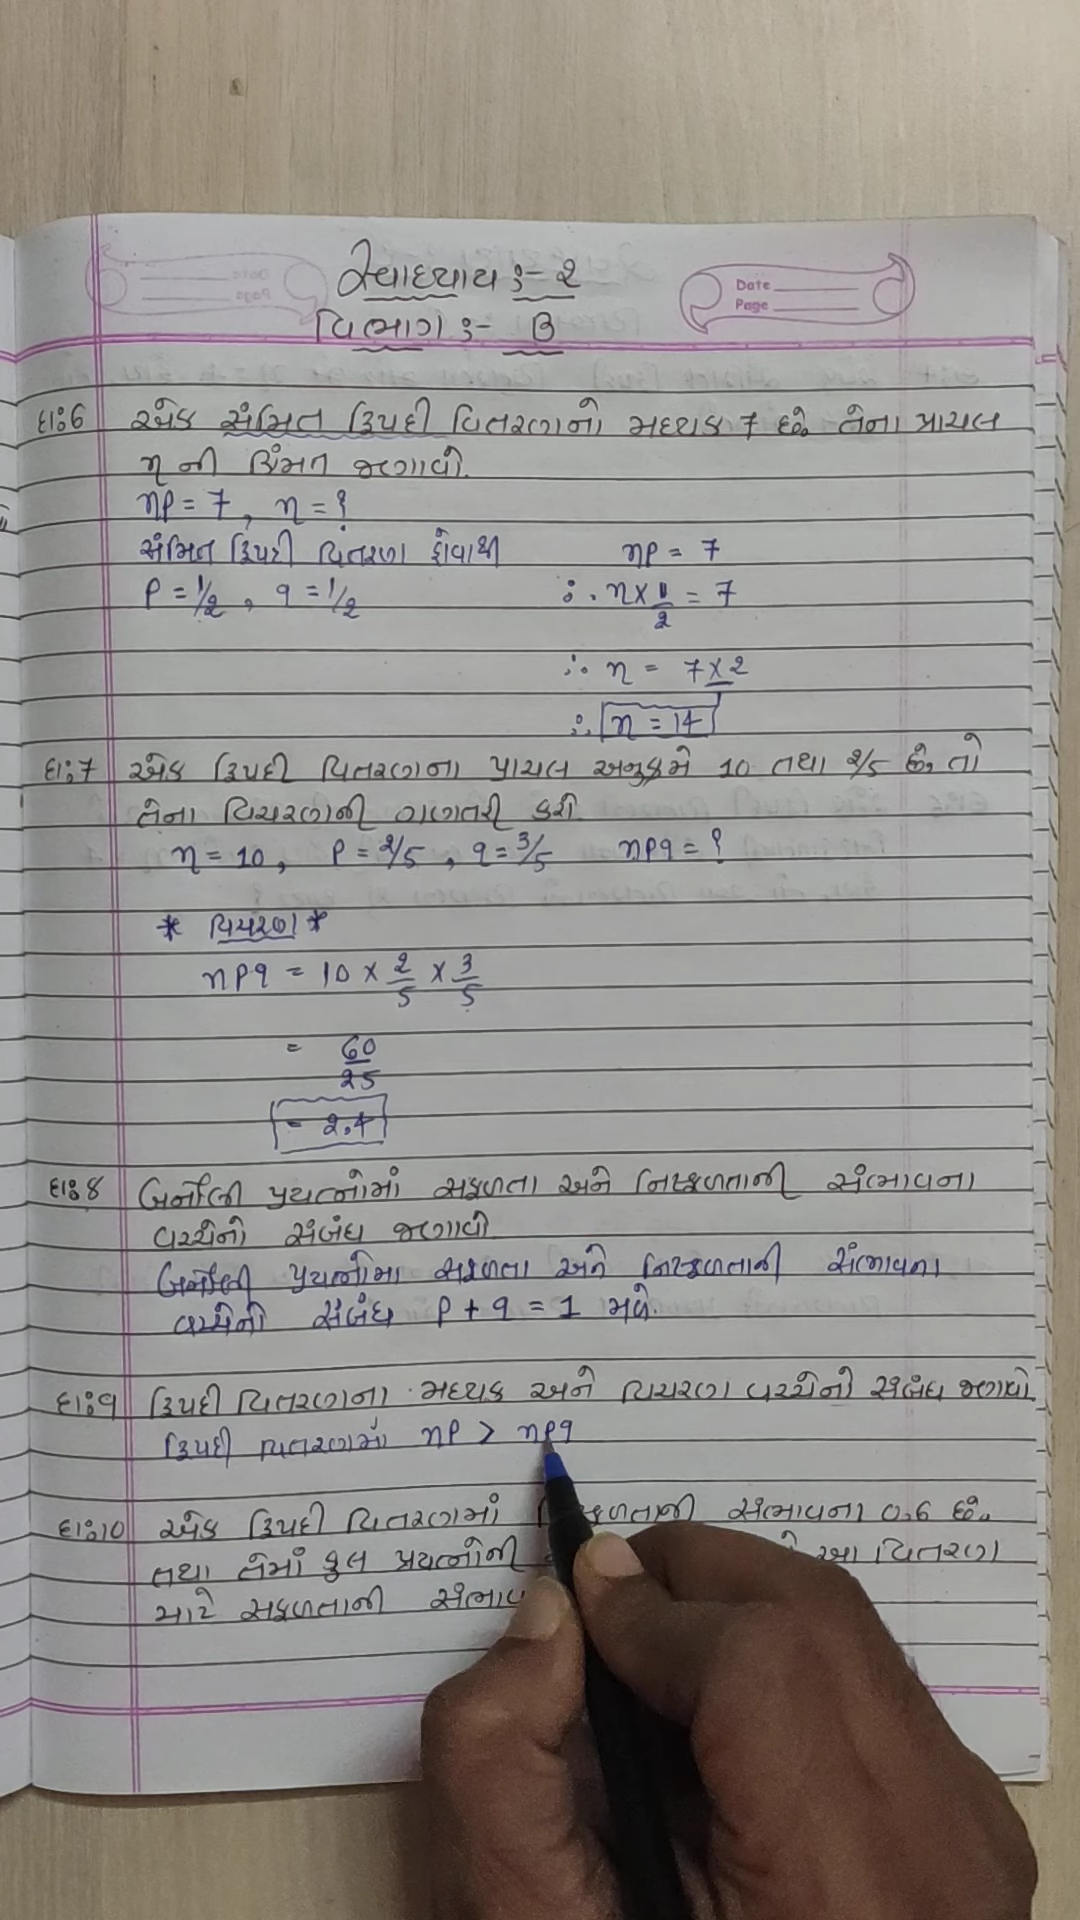 સ્વાધ્યાય :- ૨
વિભાગ :- B
Date
Page
દા:6 એક સંમિત દ્વિપદી વિતરણનો મધ્યક 7 છે. તેના પ્રાચલ
n ની કિંમત જણાવો.
np = 7, n = ?
સંમિત દ્વિપદી વિતરણ હોવાથી
p = 1/2, q = 1/2
np = 7
∴ n × 1/2 = 7
∴ n = 7 × 2
∴ n = 14
દા:7 એક દ્વિપદી વિતરણના પ્રાચલ અનુક્રમે 10 તથા 2/5 છે, તો
તેના વિચરણની ગણતરી કરો.
n = 10, p = 2/5, q = 3/5 npq = ?
* વિચરણ *
npq = 10 × 2/5 × 3/5
= 60/25
= 2.4
દા:8 બર્નોલી પ્રયત્નોમાં સફળતા અને નિષ્ફળતાની સંભાવના
વચ્ચેનો સંબંધ જણાવો
બર્નોલી પ્રયત્નોમાં સફળતા અને નિષ્ફળતાની સંભાવના
વચ્ચેનો સંબંધ p + q = 1 મળે.
દા:9 દ્વિપદી વિતરણના મધ્યક અને વિચરણ વચ્ચેનો સંબંધ જણાવો.
દ્વિપદી વિતરણમાં np > npq
દા:10 એક દ્વિપદી વિતરણમાં સંભાવના 0.6 છે.
તથા તેમાં કુલ પ્રયત્નોની આ વિતરણ
માટે સફળતાની